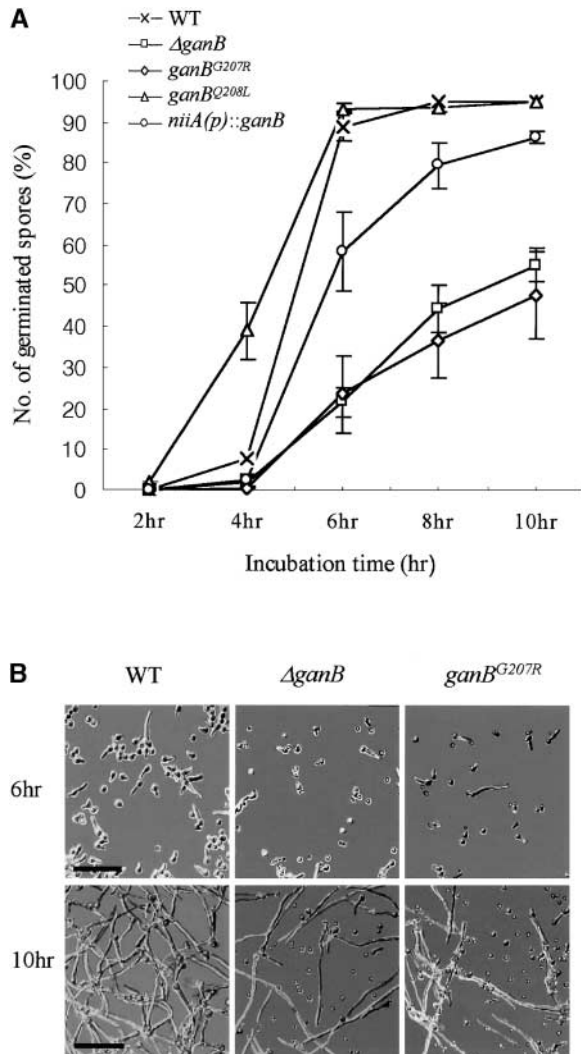 A
WT
ΔganB
ganB^G207R
ganB^Q208L
niiA(p)::ganB
No. of germinated spores (%)
100
90
80
70
60
50
40
30
20
10
0
2hr 4hr 6hr 8hr 10hr
Incubation time (hr)
B
WT ΔganB ganB^G207R
6hr
10hr